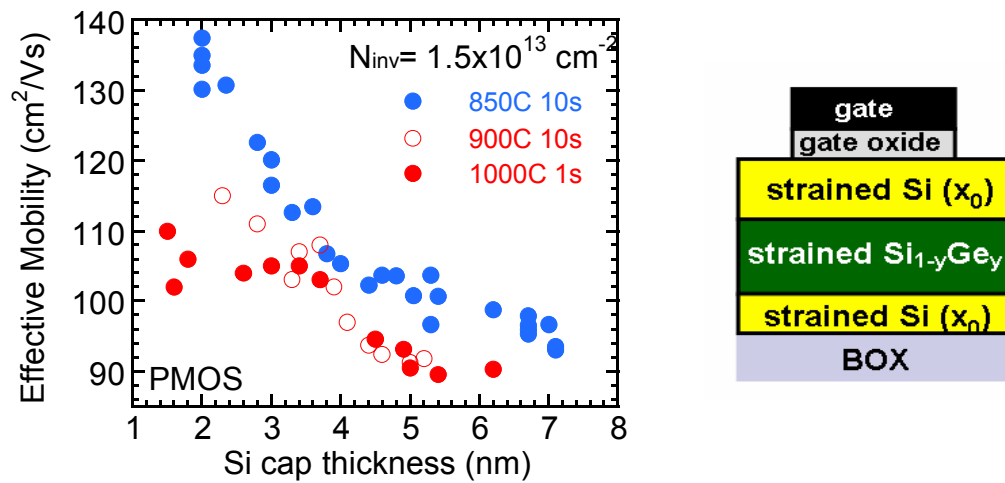 140
130
120
110
100
90
Effective Mobility (cm²/Vs)
Ninv= 1.5x10¹³ cm⁻²
850C 10s
900C 10s
1000C 1s
PMOS
1 2 3 4 5 6 7 8
Si cap thickness (nm)
gate
gate oxide
strained Si (x₀)
strained Si₁₋yGey
strained Si (x₀)
BOX